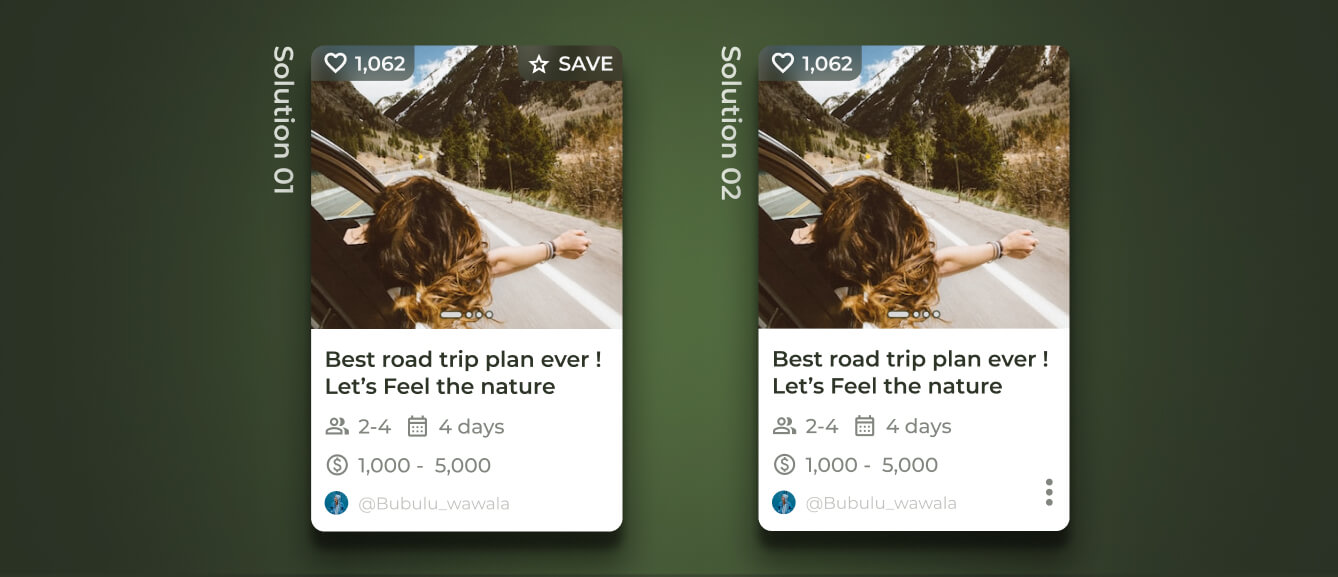 Solution 01
1,062
SAVE
Best road trip plan ever !
Let’s Feel the nature
2-4 4 days
1,000 - 5,000
@Bubulu_wawala
Solution 02
1,062
Best road trip plan ever !
Let’s Feel the nature
2-4 4 days
1,000 - 5,000
@Bubulu_wawala